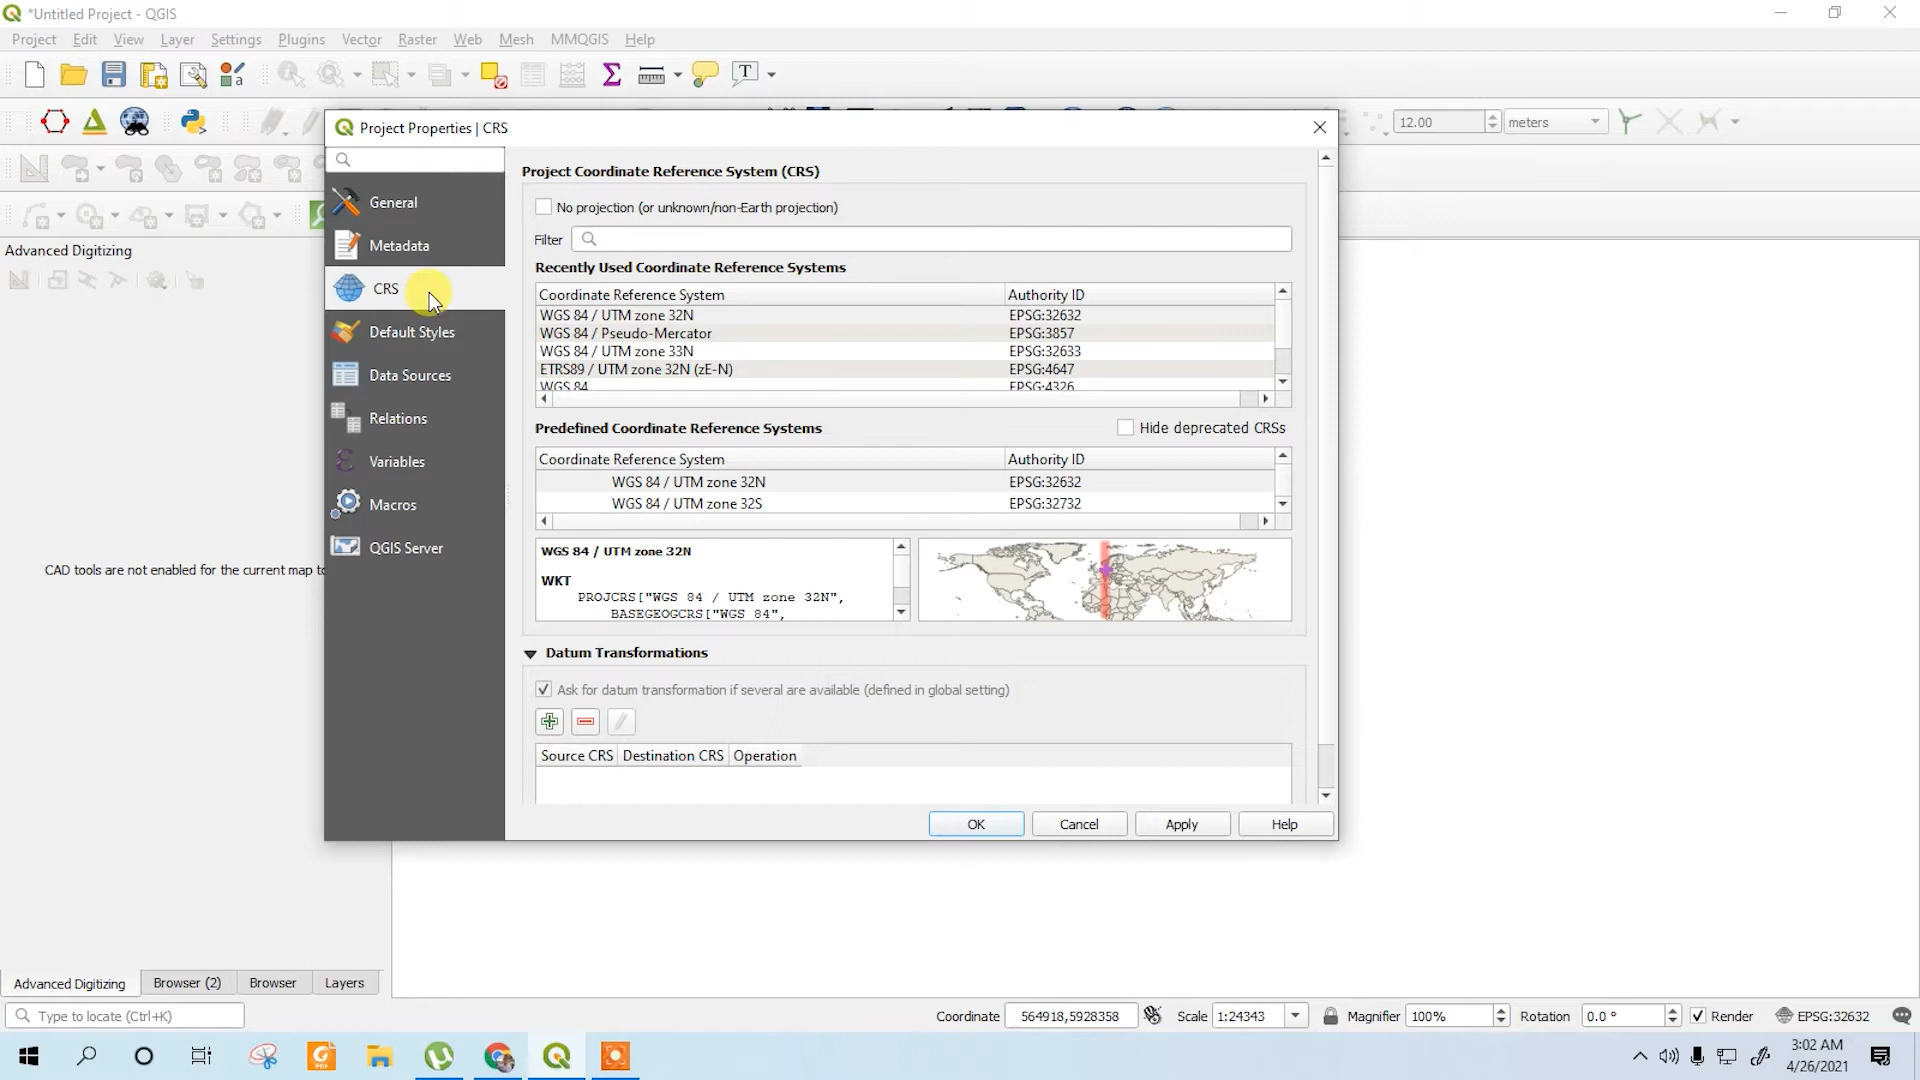 *Untitled Project - QGIS
Project Edit View Layer Settings Plugins Vector Raster Web Mesh MMQGIS Help
12.00 meters
Project Properties | CRS
General
Metadata
CRS
Default Styles
Data Sources
Relations
Variables
Macros
QGIS Server
Project Coordinate Reference System (CRS)
No projection (or unknown/non-Earth projection)
Filter
Recently Used Coordinate Reference Systems
Coordinate Reference System Authority ID
WGS 84 / UTM zone 32N EPSG:32632
WGS 84 / Pseudo-Mercator EPSG:3857
WGS 84 / UTM zone 33N EPSG:32633
ETRS89 / UTM zone 32N (zE-N) EPSG:4647
WGS 84 EPSG:4326
Predefined Coordinate Reference Systems Hide deprecated CRSs
Coordinate Reference System Authority ID
WGS 84 / UTM zone 32N EPSG:32632
WGS 84 / UTM zone 32S EPSG:32732
WGS 84 / UTM zone 32N
WKT
PROJCRS["WGS 84 / UTM zone 32N",
BASEGEOGCRS["WGS 84",
Datum Transformations
Ask for datum transformation if several are available (defined in global setting)
Source CRS Destination CRS Operation
OK Cancel Apply Help
Advanced Digitizing
CAD tools are not enabled for the current map to
Advanced Digitizing Browser (2) Browser Layers
Type to locate (Ctrl+K) Coordinate 564918,5928358 Scale 1:24343 Magnifier 100% Rotation 0.0 ° Render EPSG:32632
3:02 AM
4/26/2021